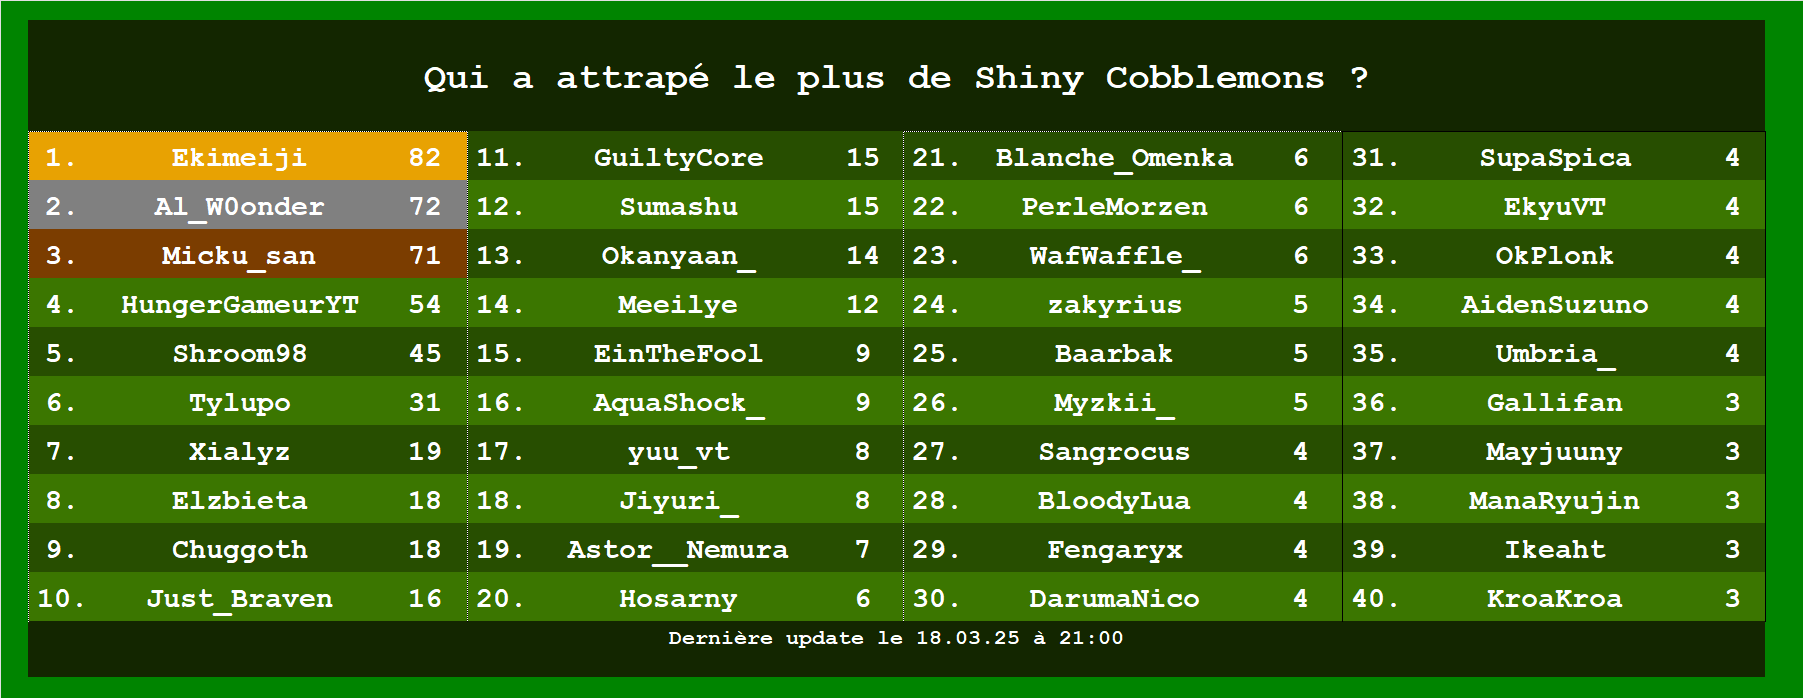 Qui a attrapé le plus de Shiny Cobblemons ?
1. Ekimeiji 82 11. GuiltyCore 15 21. Blanche_Omenka 6 31. SupaSpica 4
2. Al_W0onder 72 12. Sumashu 15 22. PerleMorzen 6 32. EkyuVT 4
3. Micku_san 71 13. Okanyaan_ 14 23. WafWaffle_ 6 33. OkPlonk 4
4. HungerGameurYT 54 14. Meeilye 12 24. zakyrius 5 34. AidenSuzuno 4
5. Shroom98 45 15. EinTheFool 9 25. Baarbak 5 35. Umbria_ 4
6. Tylupo 31 16. AquaShock_ 9 26. Myzkii_ 5 36. Gallifan 3
7. Xialyz 19 17. yuu_vt 8 27. Sangrocus 4 37. Mayjuuny 3
8. Elzbieta 18 18. Jiyuri_ 8 28. BloodyLua 4 38. ManaRyujin 3
9. Chuggoth 18 19. Astor__Nemura 7 29. Fengaryx 4 39. Ikeaht 3
10. Just_Braven 16 20. Hosarny 6 30. DarumaNico 4 40. KroaKroa 3
Dernière update le 18.03.25 à 21:00